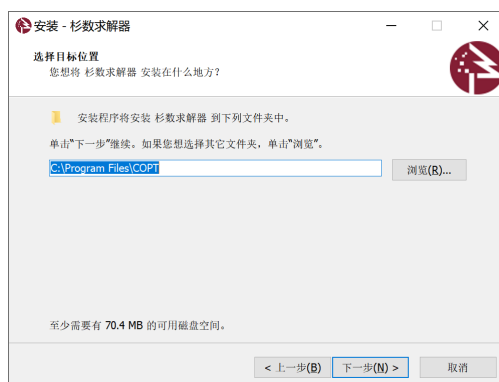 安装 - 杉数求解器
选择目标位置
您想将 杉数求解器 安装在什么地方?
安装程序将安装 杉数求解器 到下列文件夹中。
单击“下一步”继续。如果您想选择其它文件夹,单击“浏览”。
C:\Program Files\COPT
浏览(R)...
至少需要有 70.4 MB 的可用磁盘空间。
< 上一步(B)
下一步(N) >
取消